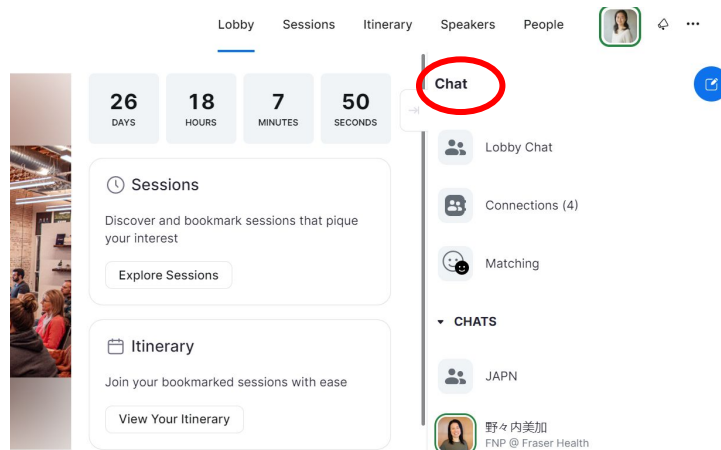 Lobby Sessions Itinerary Speakers People
26 18 7 50
DAYS HOURS MINUTES SECONDS
Sessions
Discover and bookmark sessions that pique
your interest
Explore Sessions
Itinerary
Join your bookmarked sessions with ease
View Your Itinerary
Chat
Lobby Chat
Connections (4)
Matching
CHATS
JAPN
野々内美加
FNP @ Fraser Health